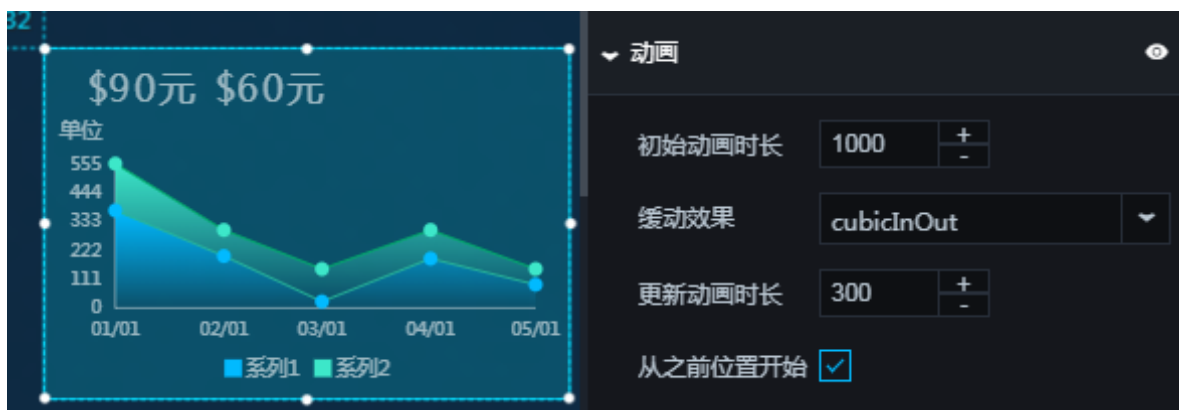 32
$90元 $60元
单位
555
444
333
222
111
0
01/01 02/01 03/01 04/01 05/01
系列1 系列2
动画
初始动画时长 1000 + -
缓动效果 cubicInOut
更新动画时长 300 + -
从之前位置开始